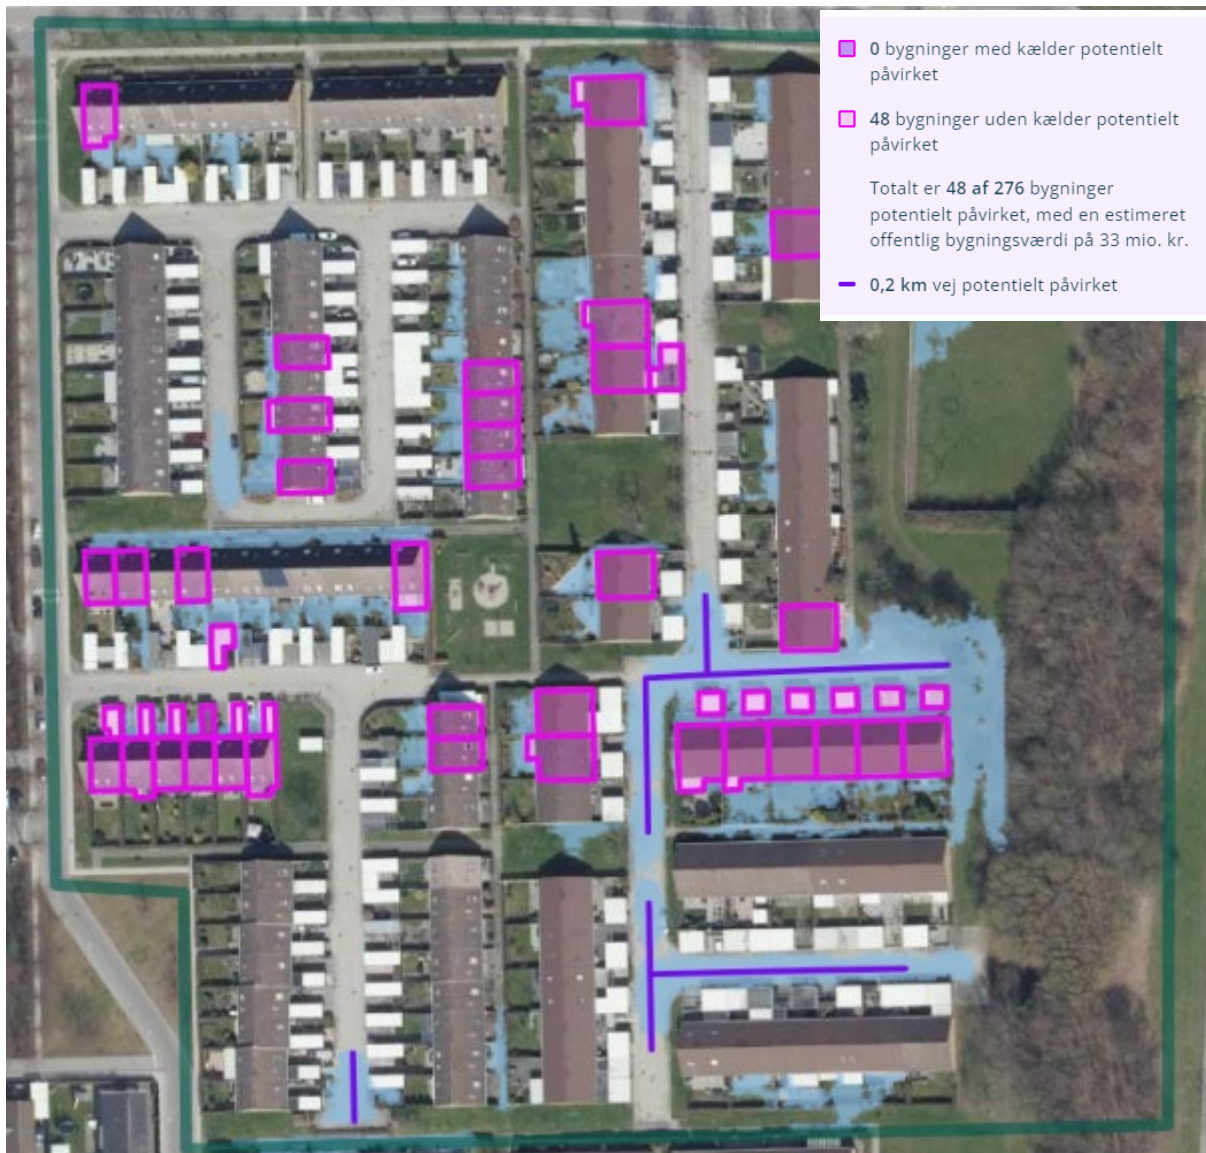 0 bygninger med kælder potentielt
påvirket
48 bygninger uden kælder potentielt
påvirket
Totalt er 48 af 276 bygninger
potentielt påvirket, med en estimeret
offentlig bygningsværdi på 33 mio. kr.
0,2 km vej potentielt påvirket